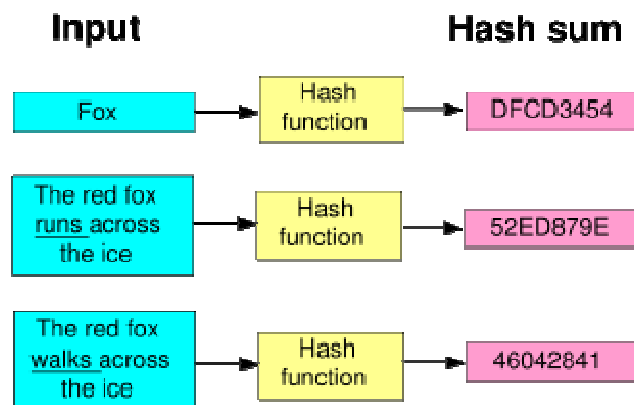 Input
Hash sum
Fox
Hash
function
DFCD3454
The red fox
runs across
the ice
Hash
function
52ED879E
The red fox
walks across
the ice
Hash
function
46042841